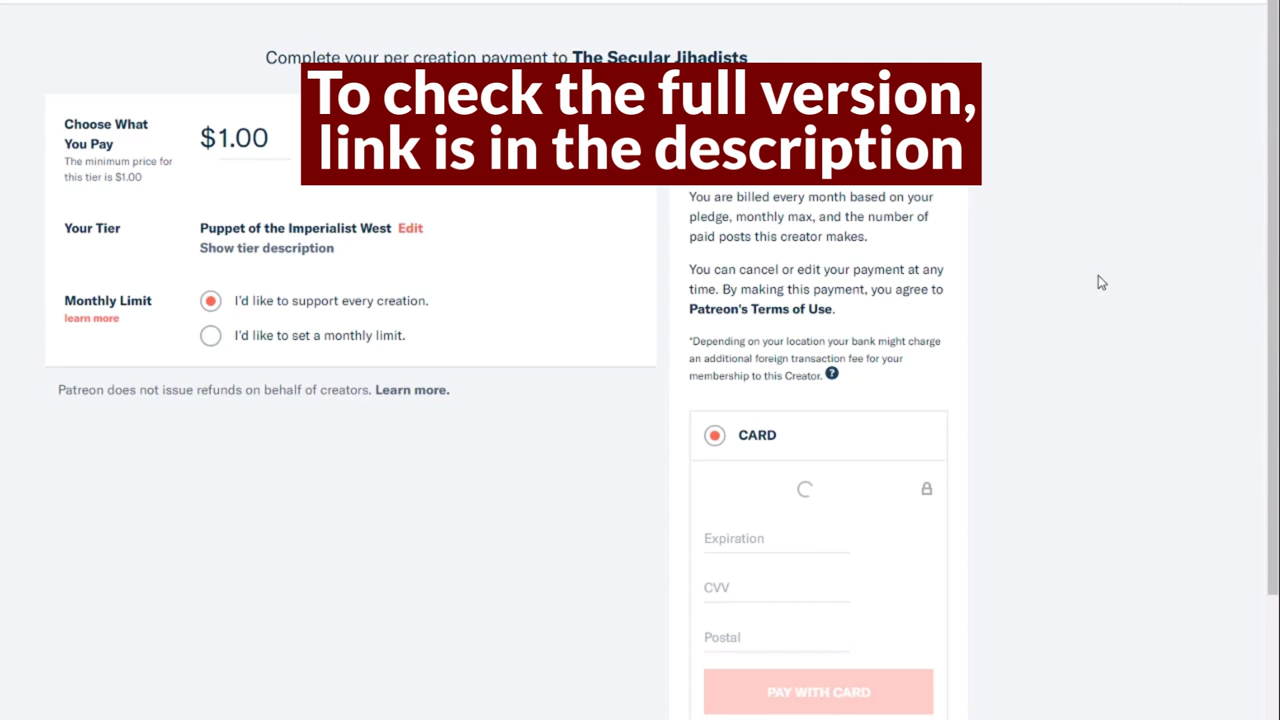 Complete your per creation payment to The Secular Jihadists
To check the full version,
link is in the description
Choose What
You Pay
$1.00
The minimum price for
this tier is $1.00
You are billed every month based on your
pledge, monthly max, and the number of
paid posts this creator makes.
Your Tier
Puppet of the Imperialist West Edit
Show tier description
You can cancel or edit your payment at any
time. By making this payment, you agree to
Patreon's Terms of Use.
Monthly Limit
learn more
I'd like to support every creation.
I'd like to set a monthly limit.
*Depending on your location your bank might charge
an additional foreign transaction fee for your
membership to this Creator. ?
Patreon does not issue refunds on behalf of creators. Learn more.
CARD
Expiration
CVV
Postal
PAY WITH CARD